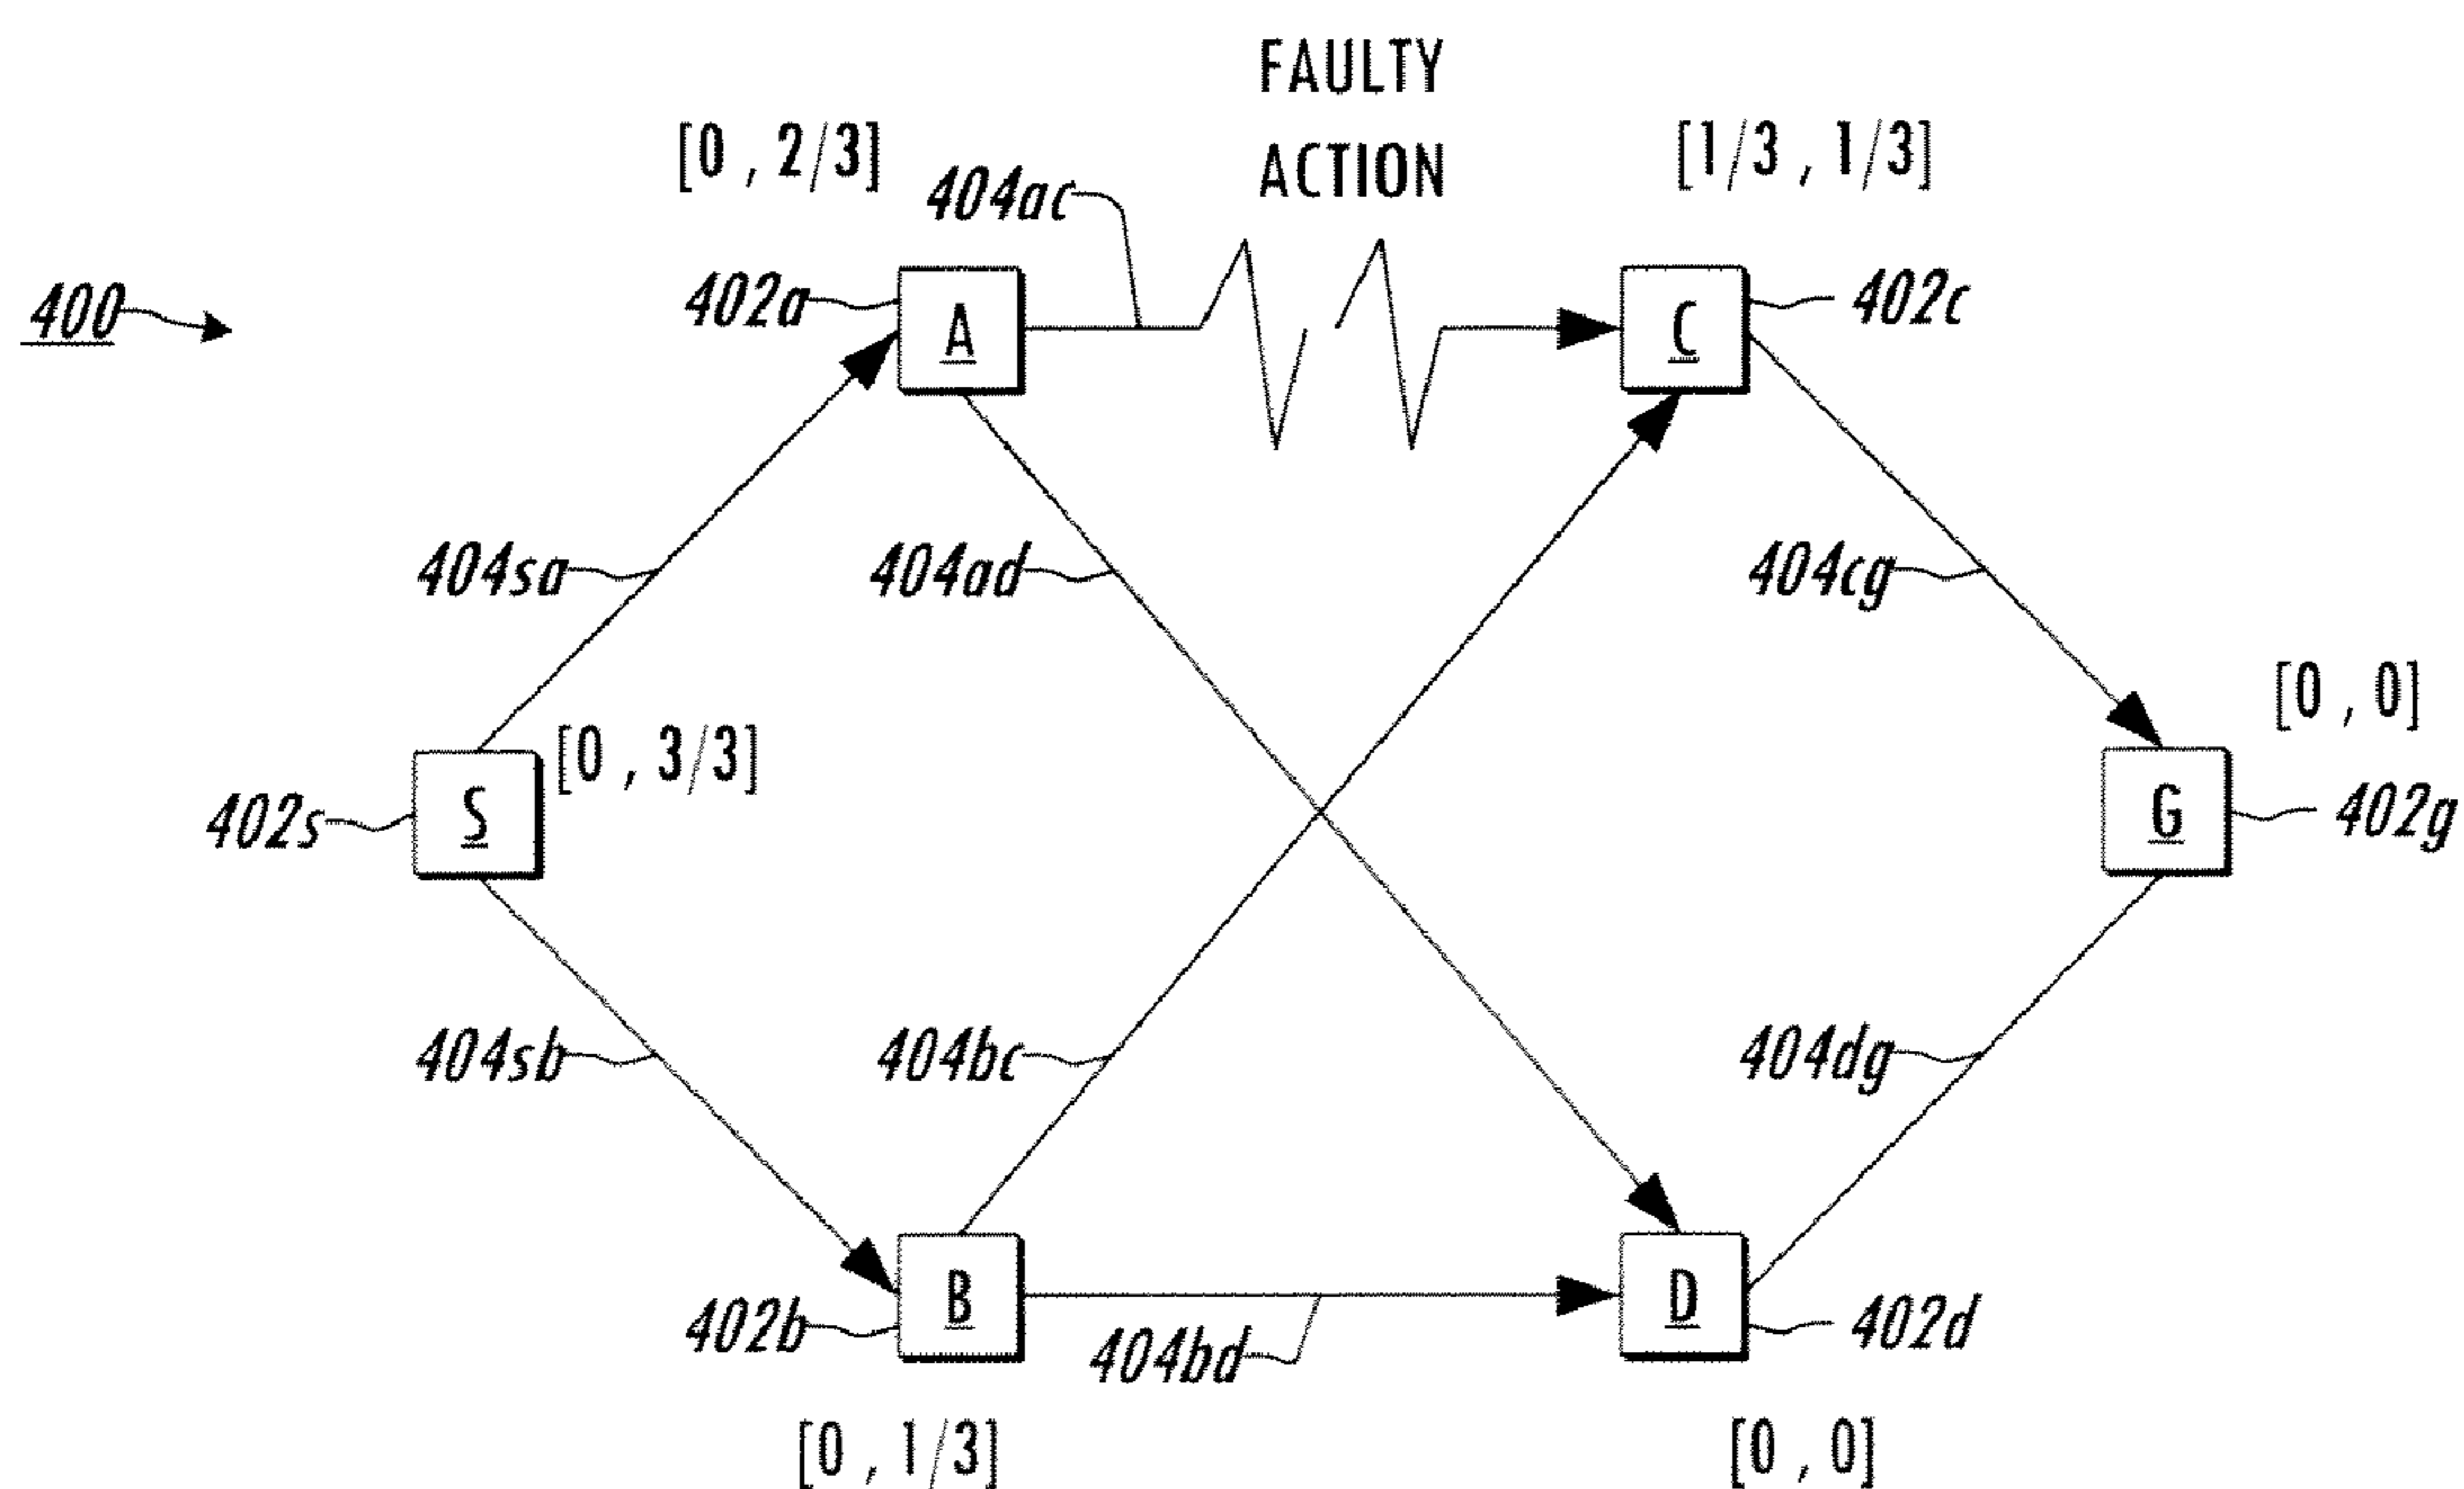 FAULTY
ACTION
[0 , 2/3]
404ac
[1/3 , 1/3]
400
402a
A
C
402c
404sa
404ad
404cg
[0 , 0]
[0 , 3/3]
402s
S
G
402g
404sb
404bc
404dg
402b
B
404bd
D
402d
[0 , 1/3]
[0 , 0]